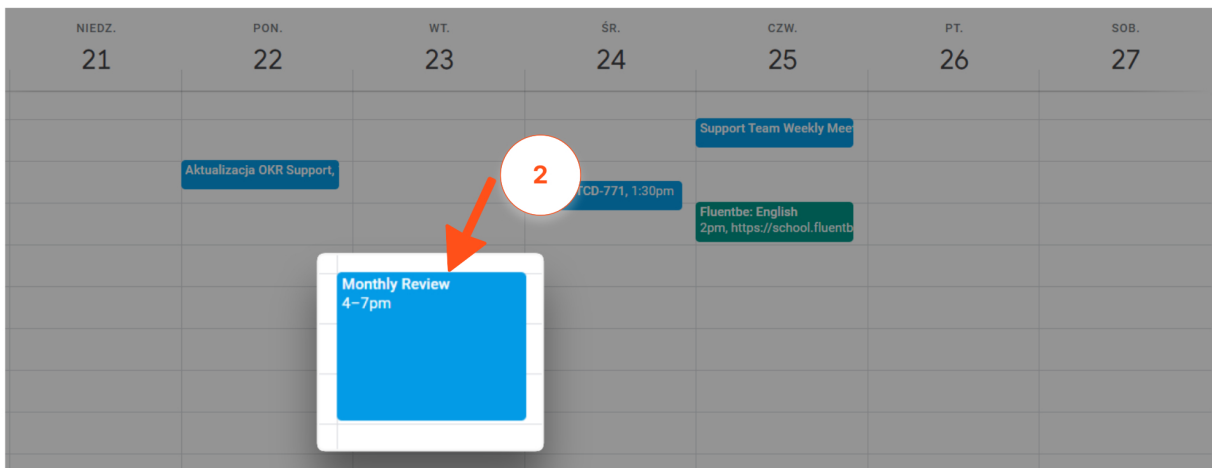 NIEDZ. PON. WT. ŚR. CZW. PT. SOB.
21 22 23 24 25 26 27
Support Team Weekly
Aktualizacja OKR Support,
2
TCD-771, 1:30pm
Fluentbe: English
2pm, https://school.fluentb
Monthly Review
4–7pm